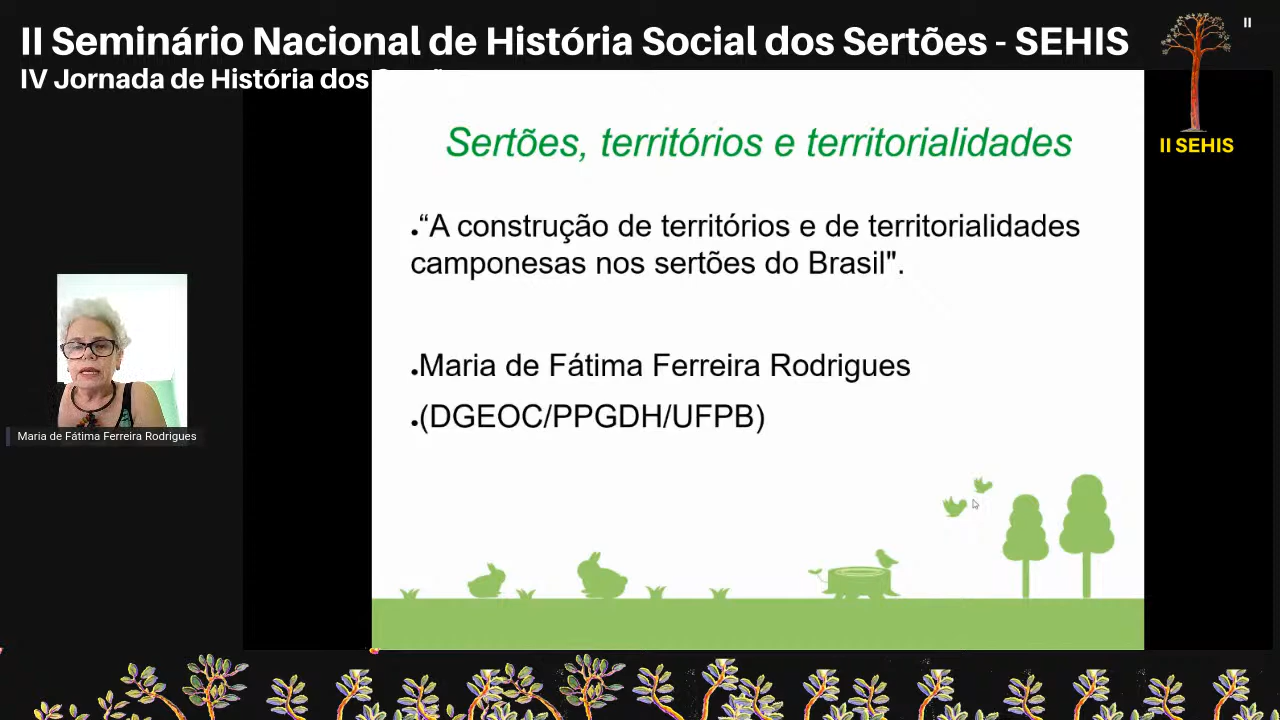 II Seminário Nacional de História Social dos Sertões - SEHIS
IV Jornada de História dos
II
II SEHIS
Sertões, territórios e territorialidades
•“A construção de territórios e de territorialidades
camponesas nos sertões do Brasil".
•Maria de Fátima Ferreira Rodrigues
•(DGEOC/PPGDH/UFPB)
Maria de Fátima Ferreira Rodrigues